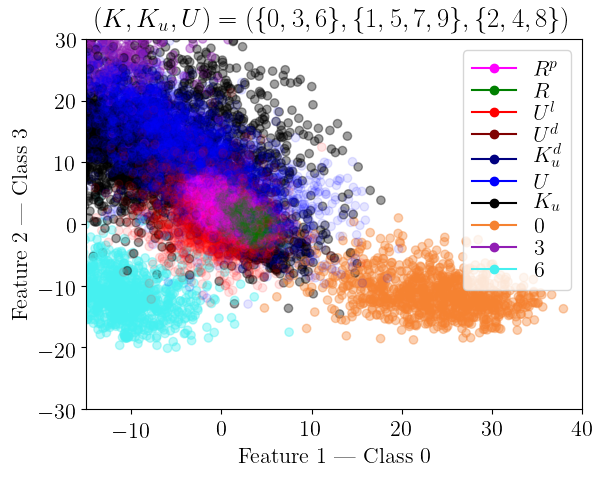 (K, K_u, U) = ({0, 3, 6}, {1, 5, 7, 9}, {2, 4, 8})
30
20
10
0
−10
−20
−30
Feature 2 — Class 3
R^p
R
U^l
U^d
K_u^d
U
K_u
0
3
6
−10 0 10 20 30 40
Feature 1 — Class 0